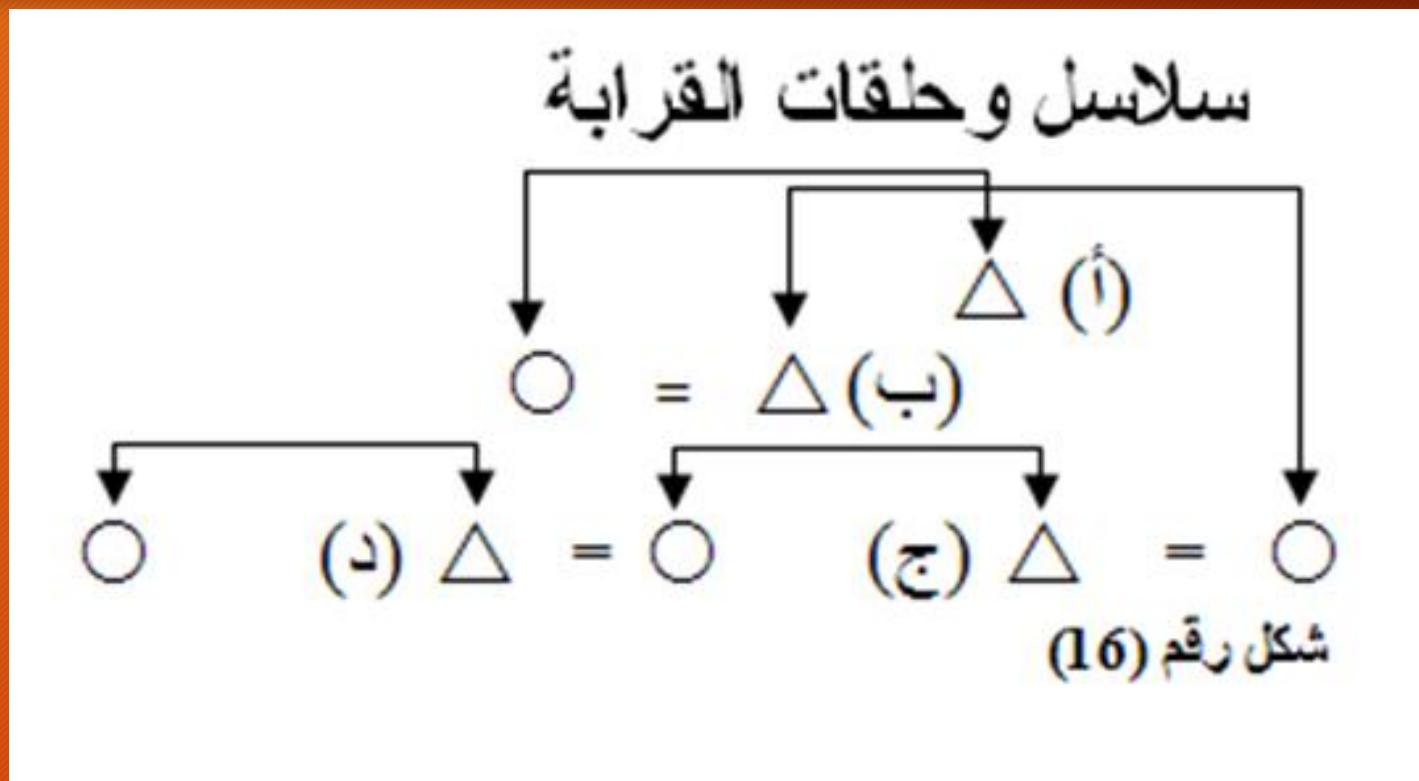 سلاسل وحلقات القرابة
(أ)
= (ب)
= (ج) = (د)
شكل رقم (16)